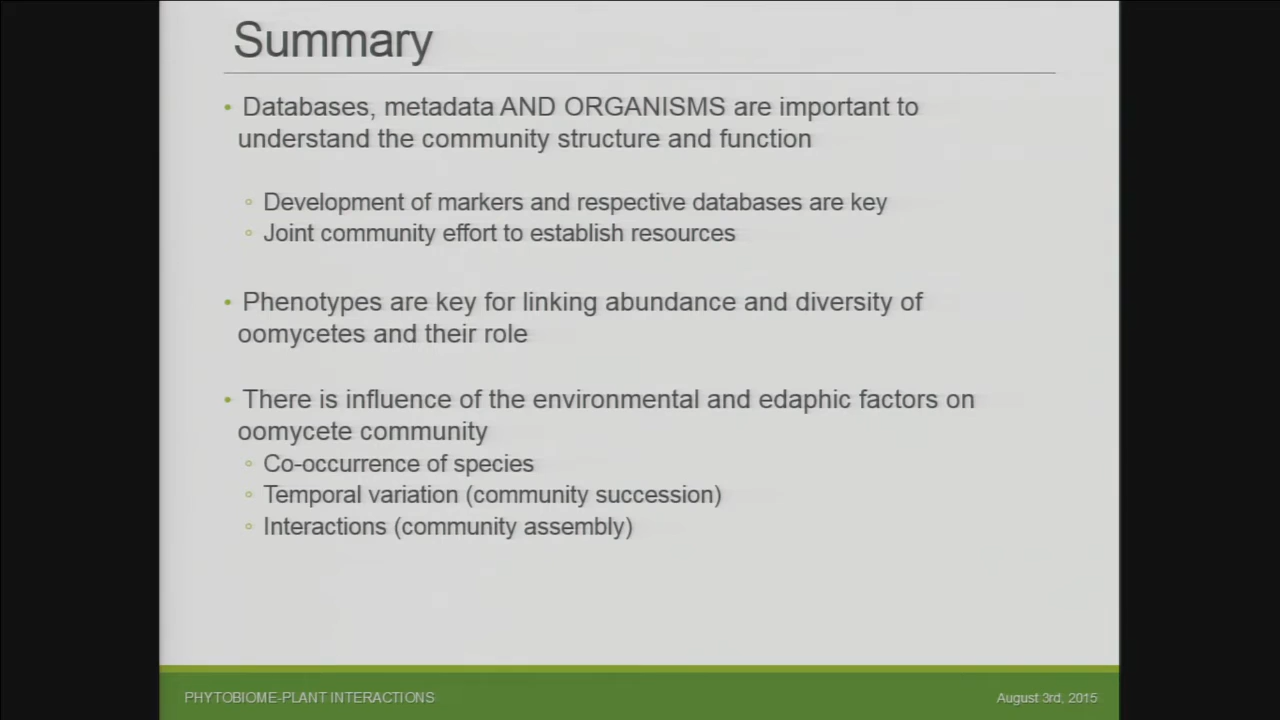 Summary
• Databases, metadata AND ORGANISMS are important to
understand the community structure and function
◦ Development of markers and respective databases are key
◦ Joint community effort to establish resources
• Phenotypes are key for linking abundance and diversity of
oomycetes and their role
• There is influence of the environmental and edaphic factors on
oomycete community
◦ Co-occurrence of species
◦ Temporal variation (community succession)
◦ Interactions (community assembly)
PHYTOBIOME-PLANT INTERACTIONS
August 3rd, 2015